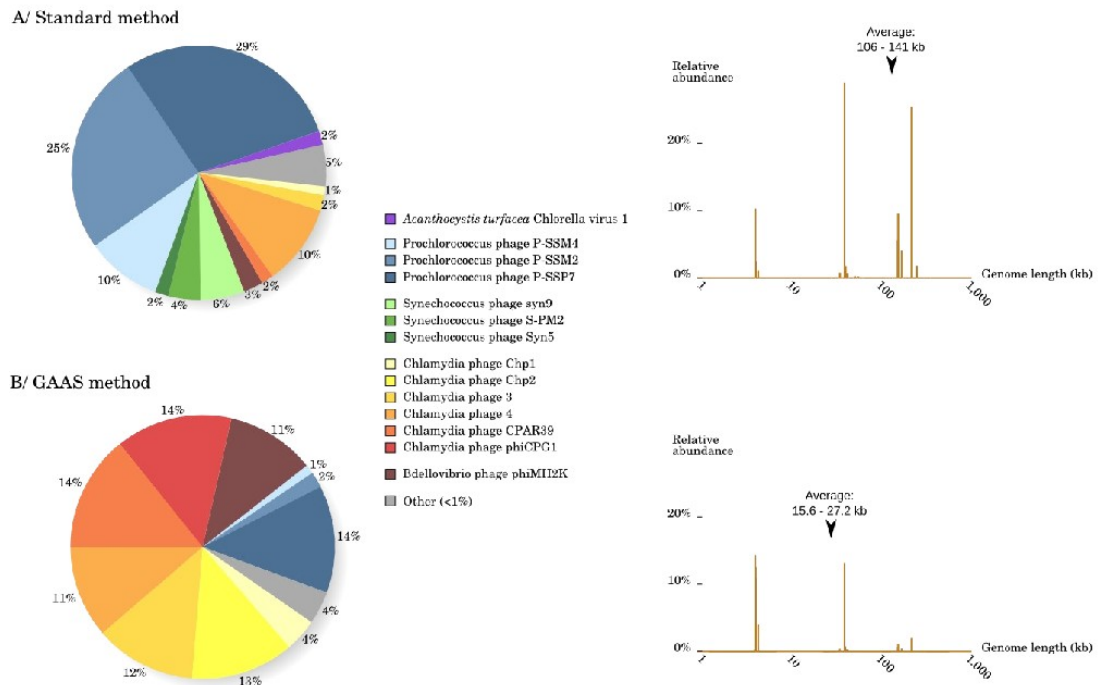 A/ Standard method
29%
2%
5%
1%
2%
10%
2%
3%
6%
4%
2%
10%
25%
Average:
106 - 141 kb
Relative
abundance
20%
10%
0%
1
10
100
1,000
Genome length (kb)
Acanthocystis turfacea Chlorella virus 1
Prochlorococcus phage P-SSM4
Prochlorococcus phage P-SSM2
Prochlorococcus phage P-SSP7
Synechococcus phage syn9
Synechococcus phage S-PM2
Synechococcus phage Syn5
Chlamydia phage Chp1
Chlamydia phage Chp2
Chlamydia phage 3
Chlamydia phage 4
Chlamydia phage CPAR39
Chlamydia phage phiCPG1
Bdellovibrio phage phiMH2K
Other (<1%)
B/ GAAS method
14%
11%
1%
2%
14%
4%
4%
13%
12%
11%
14%
Relative
abundance
Average:
15.6 - 27.2 kb
20%
10%
0%
1
10
100
1,000
Genome length (kb)